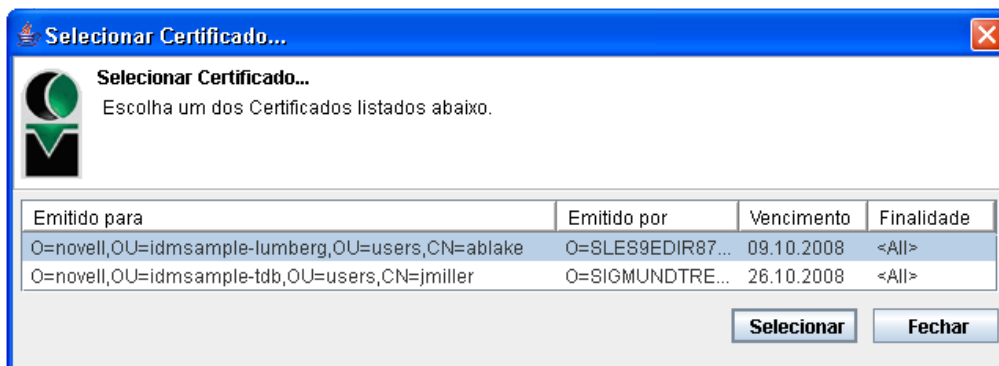 Selecionar Certificado...
Selecionar Certificado...
Escolha um dos Certificados listados abaixo.
Emitido para Emitido por Vencimento Finalidade
O=novell,OU=idmsample-lumberg,OU=users,CN=ablake O=SLES9EDIR87... 09.10.2008 <All>
O=novell,OU=idmsample-tdb,OU=users,CN=jmiller O=SIGMUNDTRE... 26.10.2008 <All>
Selecionar Fechar